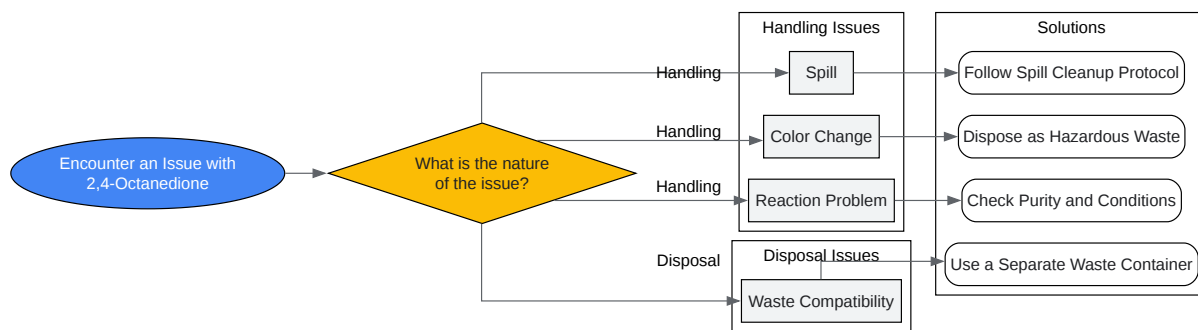 Encounter an Issue with
2,4-Octanedione
What is the nature
of the issue?
Handling
Handling
Handling
Disposal
Handling Issues
Spill
Color Change
Reaction Problem
Disposal Issues
Waste Compatibility
Solutions
Follow Spill Cleanup Protocol
Dispose as Hazardous Waste
Check Purity and Conditions
Use a Separate Waste Container